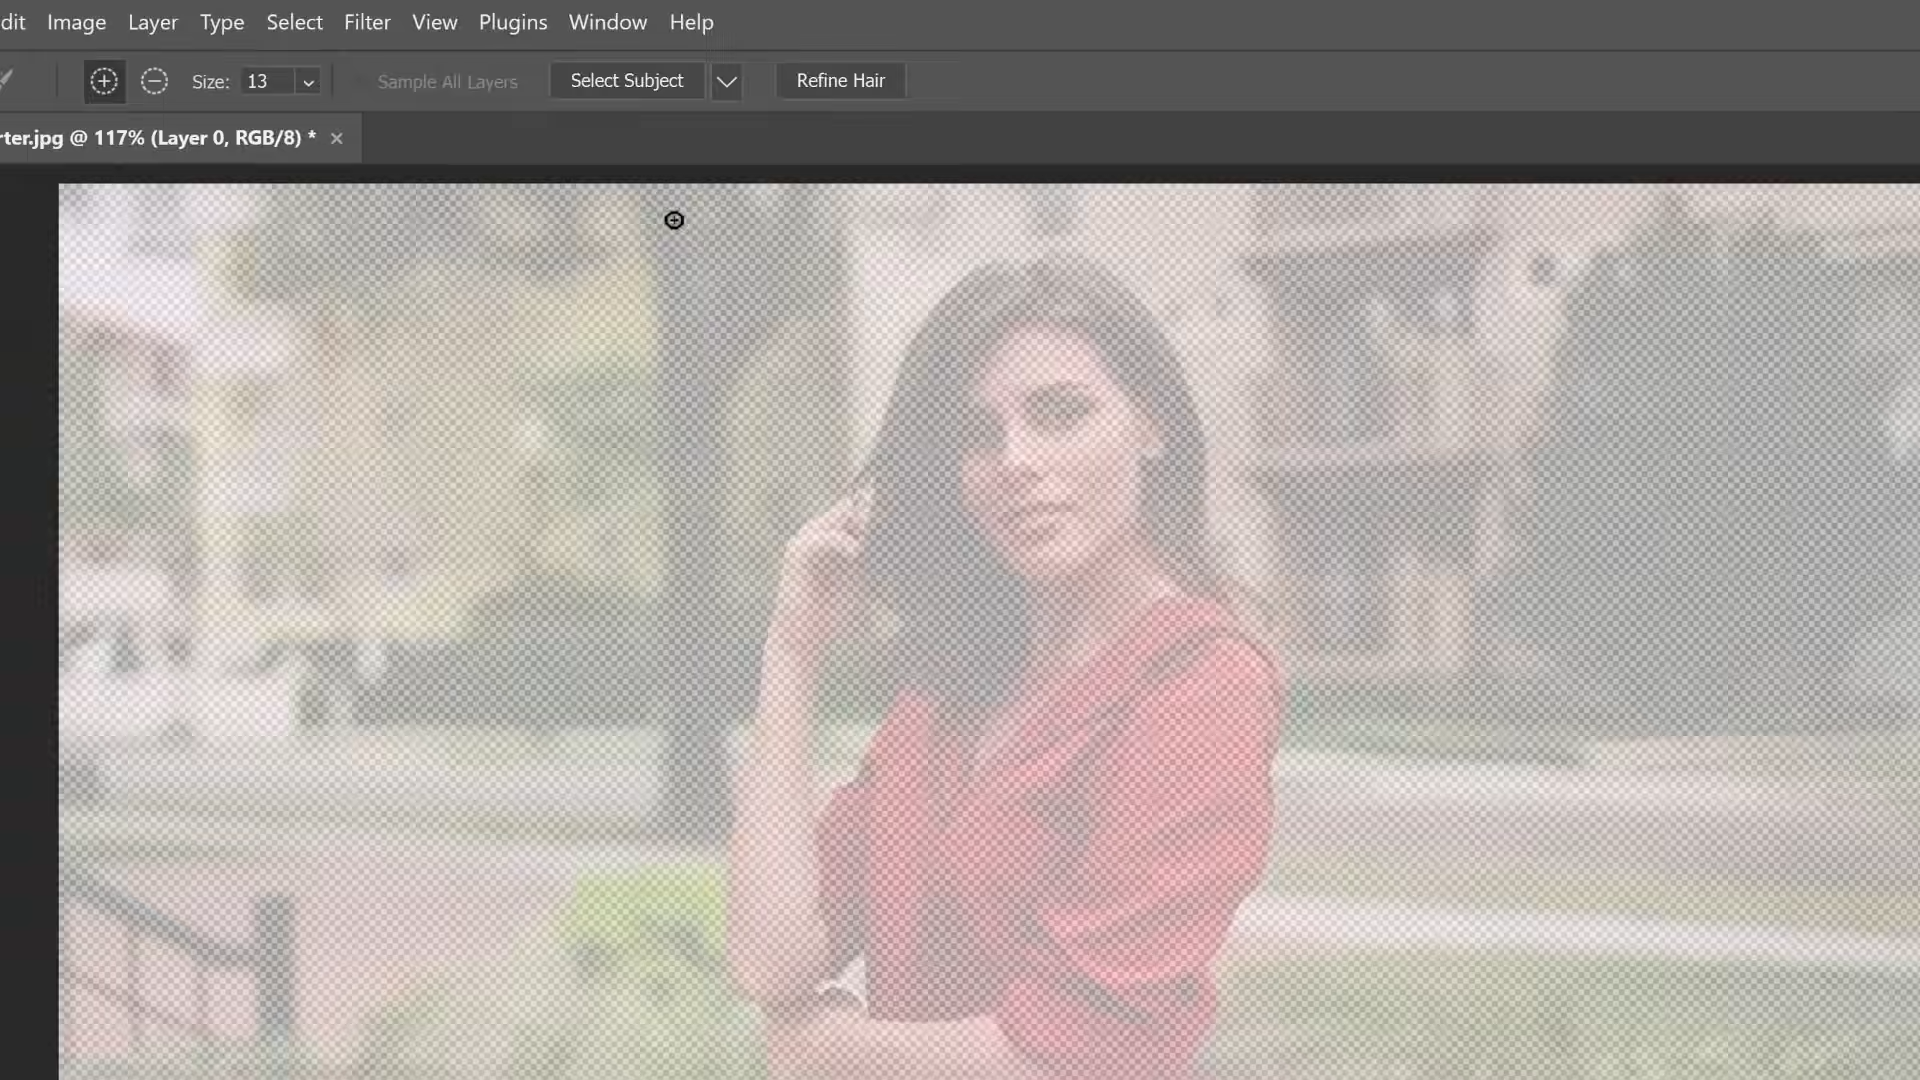 dit Image Layer Type Select Filter View Plugins Window Help
Size: 13 Sample All Layers Select Subject Refine Hair
rter.jpg @ 117% (Layer 0, RGB/8) *